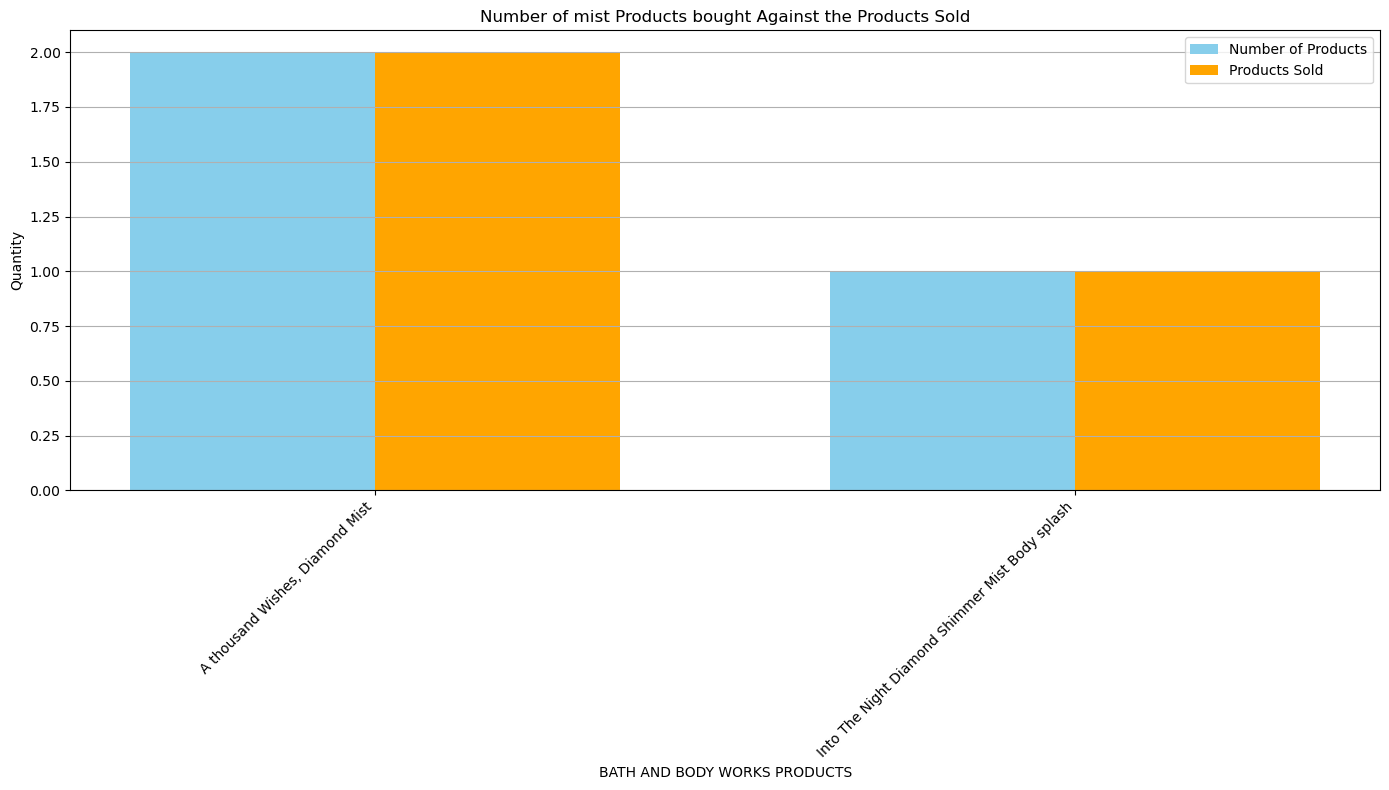 Number of mist Products bought Against the Products Sold
Number of Products
Products Sold
Quantity
2.00
1.75
1.50
1.25
1.00
0.75
0.50
0.25
0.00
A thousand Wishes, Diamond Mist
Into The Night Diamond Shimmer Mist Body splash
BATH AND BODY WORKS PRODUCTS